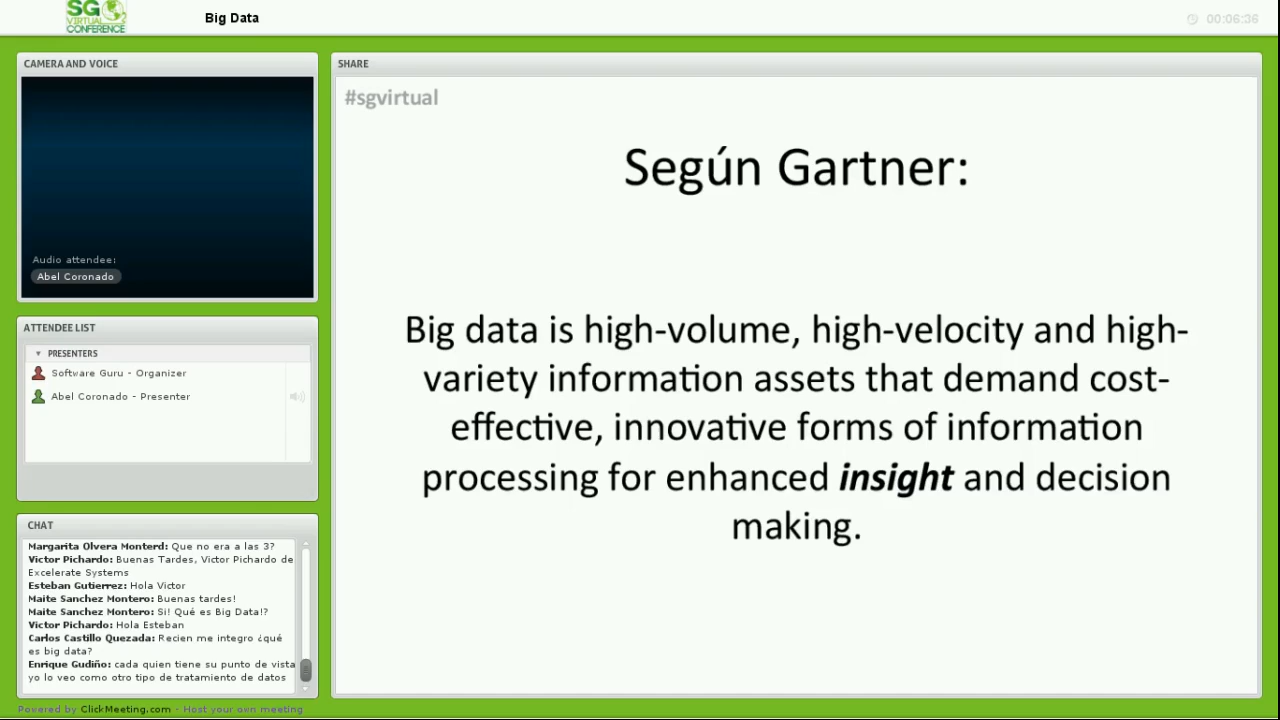 SG
VIRTUAL
CONFERENCE
Big Data
00:06:36
CAMERA AND VOICE
Audio attendee:
Abel Coronado
ATTENDEE LIST
PRESENTERS
Software Guru - Organizer
Abel Coronado - Presenter
CHAT
Margarita Olvera Monterd: Que no era a las 3?
Victor Pichardo: Buenas Tardes, Victor Pichardo de
Excelerate Systems
Esteban Gutierrez: Hola Victor
Maite Sanchez Montero: Buenas tardes!
Maite Sanchez Montero: Si! Qué es Big Data!?
Victor Pichardo: Hola Esteban
Carlos Castillo Quezada: Recien me integro ¿qué
es big data?
Enrique Gudiño: cada quien tiene su punto de vista
yo lo veo como otro tipo de tratamiento de datos
SHARE
#sgvirtual
Según Gartner:
Big data is high-volume, high-velocity and high-
variety information assets that demand cost-
effective, innovative forms of information
processing for enhanced insight and decision
making.
Powered by ClickMeeting.com - Host your own meeting